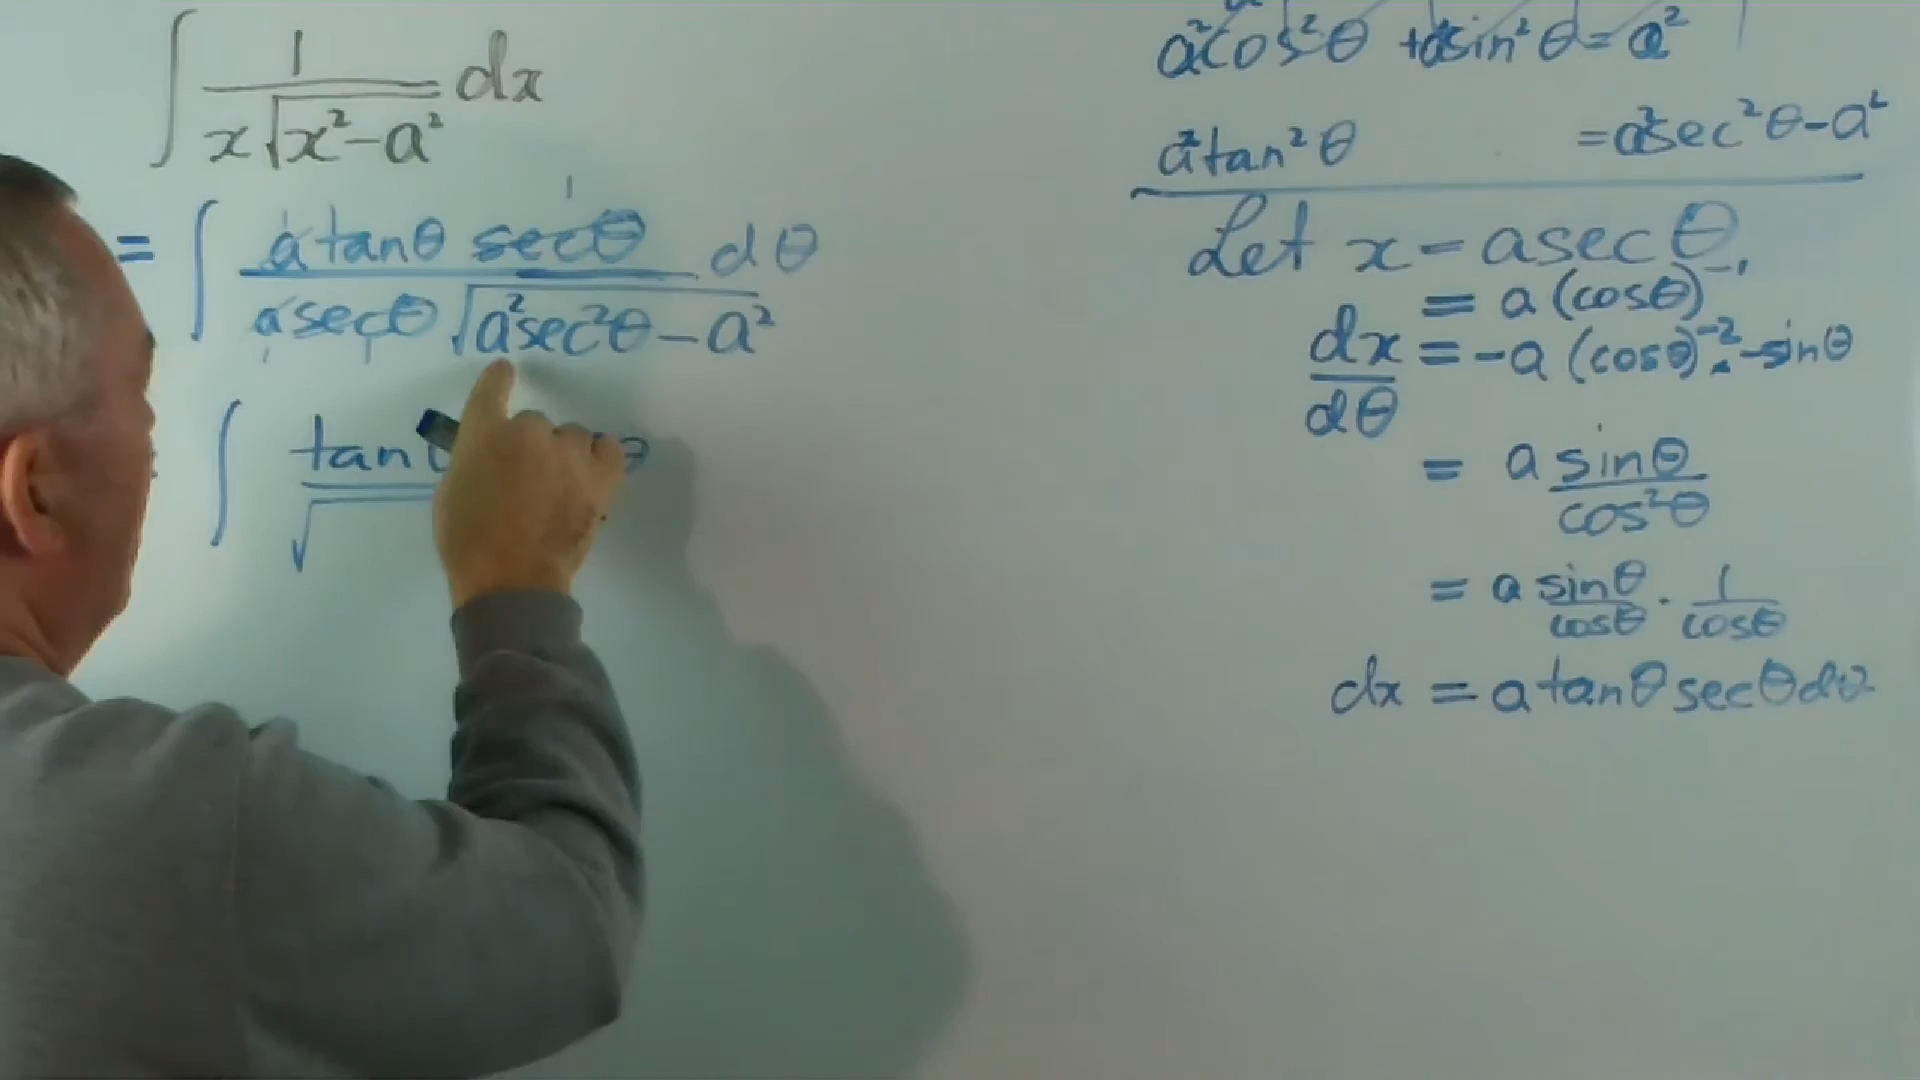 ∫ 1/(x√(x²-a²)) dx
= ∫ (a tanθ secθ)/(a secθ √(a²sec²θ-a²)) dθ
∫ tan
√
a²cos²θ + a sin²θ = a²
a²tan²θ = a²sec²θ-a²
Let x = a secθ
= a (cosθ)⁻¹
dx/dθ = -a (cosθ)⁻² . -sinθ
= a sinθ/cos²θ
= a sinθ/cosθ · 1/cosθ
dx = a tanθ secθ dθ